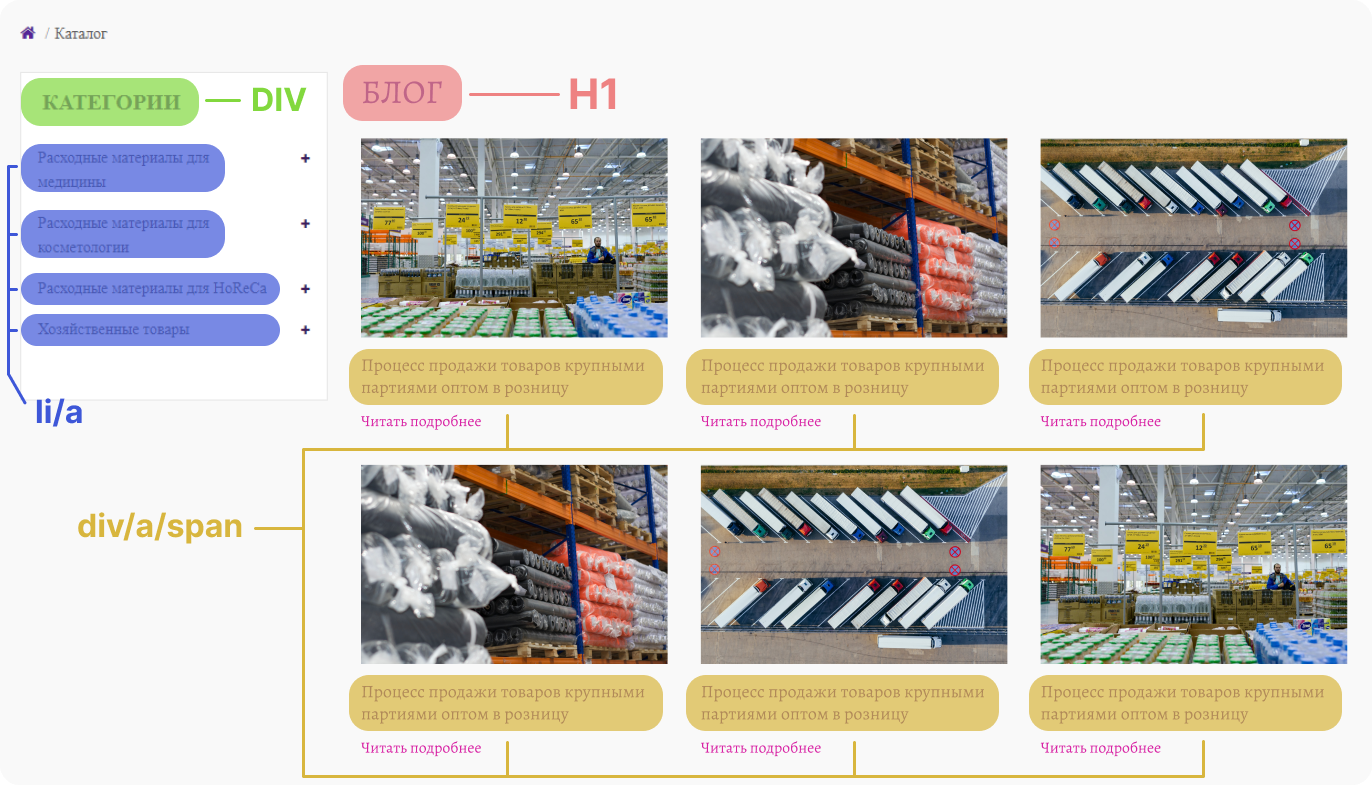 / Каталог
КАТЕГОРИИ
DIV
Расходные материалы для
медицины
+
Расходные материалы для
косметологии
+
Расходные материалы для HoReCa
+
Хозяйственные товары
+
li/a
БЛОГ
H1
Процесс продажи товаров крупными
партиями оптом в розницу
Читать подробнее
Процесс продажи товаров крупными
партиями оптом в розницу
Читать подробнее
Процесс продажи товаров крупными
партиями оптом в розницу
Читать подробнее
div/a/span
Процесс продажи товаров крупными
партиями оптом в розницу
Читать подробнее
Процесс продажи товаров крупными
партиями оптом в розницу
Читать подробнее
Процесс продажи товаров крупными
партиями оптом в розницу
Читать подробнее